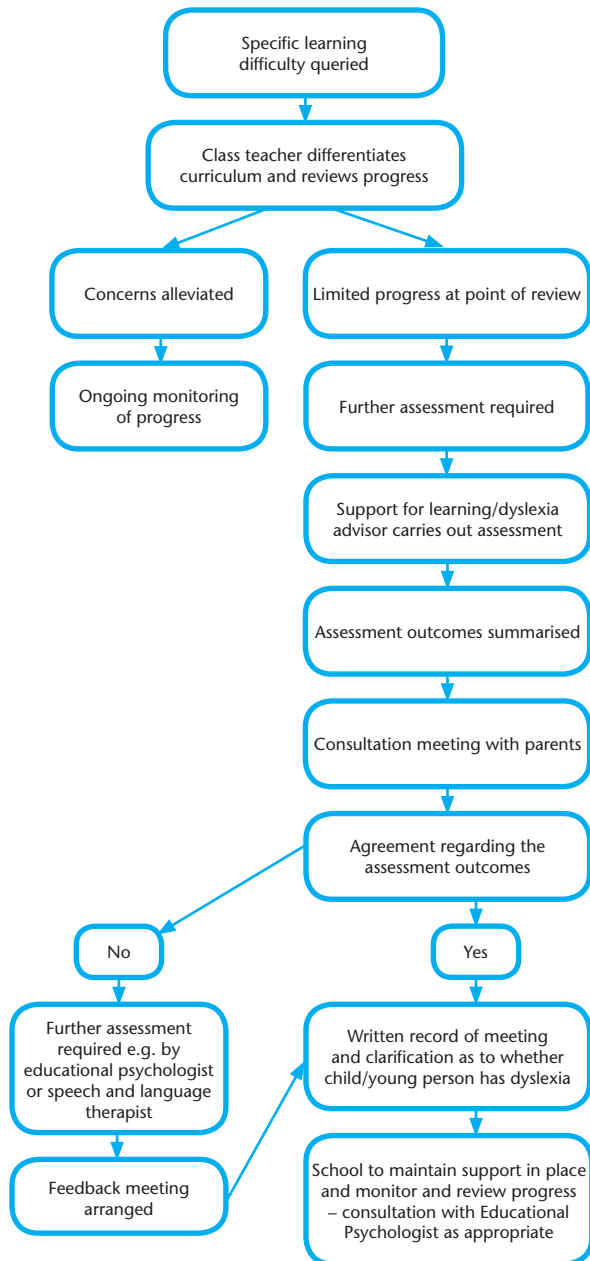 Specific learning
difficulty queried
Class teacher differentiates
curriculum and reviews progress
Concerns alleviated
Limited progress at point of review
Ongoing monitoring
of progress
Further assessment required
Support for learning/dyslexia
advisor carries out assessment
Assessment outcomes summarised
Consultation meeting with parents
Agreement regarding the
assessment outcomes
No
Yes
Further assessment
required e.g. by
educational psychologist
or speech and language
therapist
Written record of meeting
and clarification as to whether
child/young person has dyslexia
Feedback meeting
arranged
School to maintain support in place
and monitor and review progress
– consultation with Educational
Psychologist as appropriate